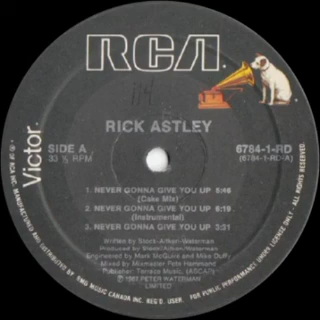 RCA
Victor.
RICK ASTLEY
SIDE A
33 ⅓ RPM
6784-1-RD
(6784-1-RD-A)
1. NEVER GONNA GIVE YOU UP 5:46
(Cake Mix)
2. NEVER GONNA GIVE YOU UP 6:19
(Instrumental)
3. NEVER GONNA GIVE YOU UP 3:31
Written by Stock-Aitken-Waterman
Produced by Stock/Aitken/Waterman
Engineered by Mark McGuire and Mike Duffy
Mixed by Mixmaster Pete Hammond
Publisher: Terrace Music, (ASCAP)
1987 PETER WATERMAN
LIMITED